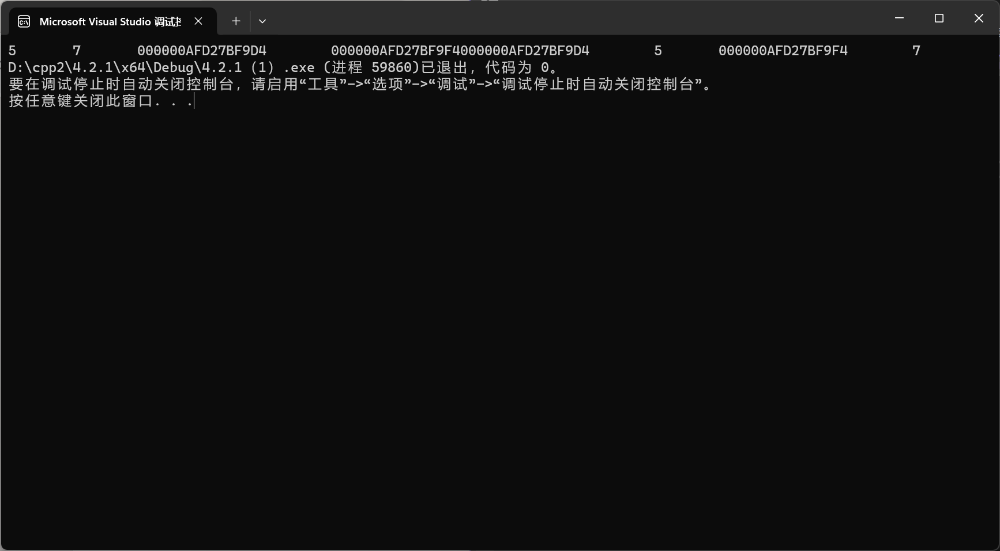 Microsoft Visual Studio 调试控
5 7 000000AFD27BF9D4 000000AFD27BF9F4000000AFD27BF9D4 5 000000AFD27BF9F4 7
D:\cpp2\4.2.1\x64\Debug\4.2.1（1）.exe (进程 59860)已退出，代码为 0。
要在调试停止时自动关闭控制台，请启用“工具”->“选项”->“调试”->“调试停止时自动关闭控制台”。
按任意键关闭此窗口. . .